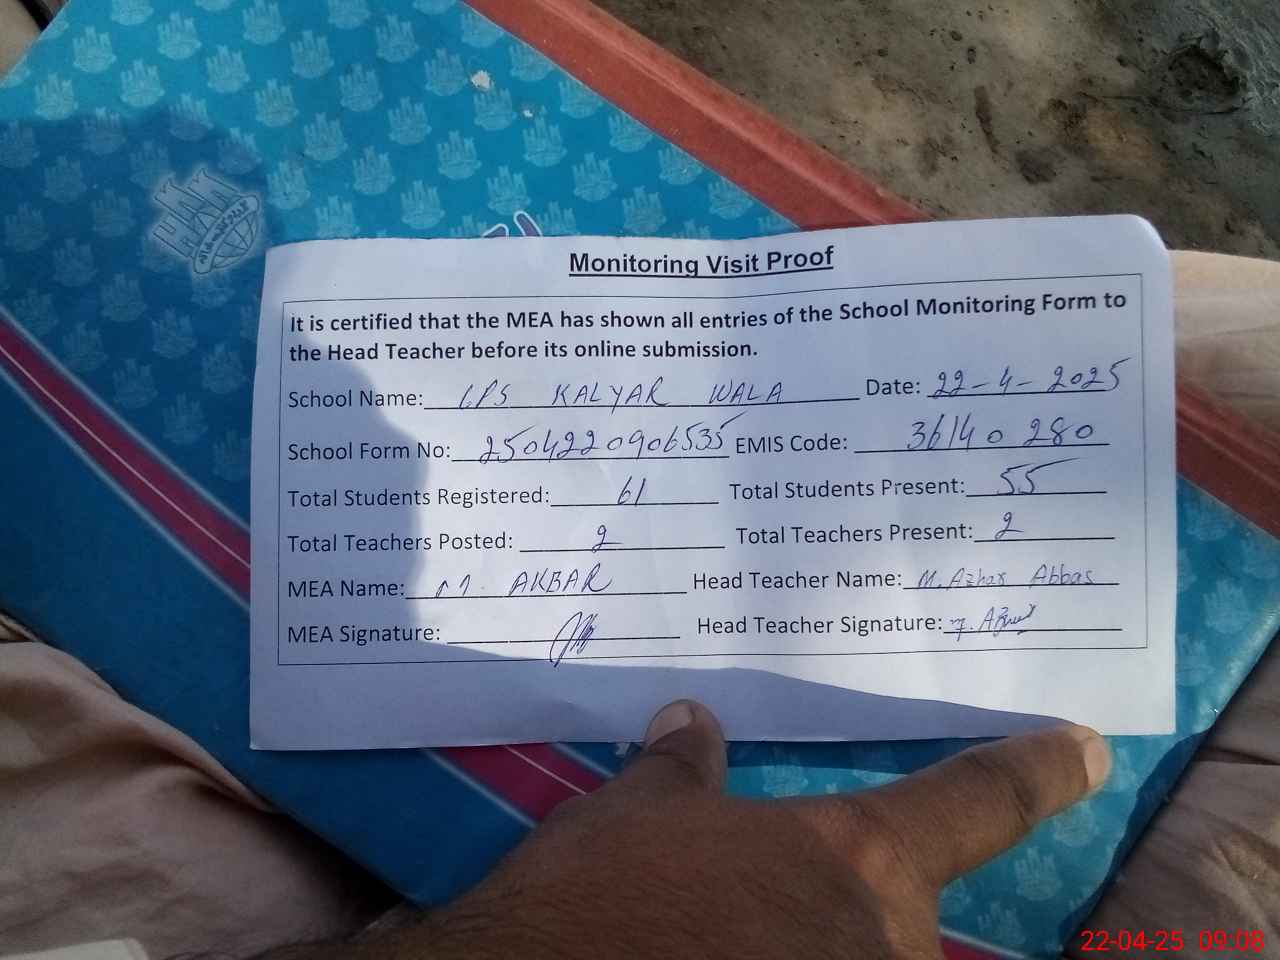 Monitoring Visit Proof
It is certified that the MEA has shown all entries of the School Monitoring Form to
the Head Teacher before its online submission.
School Name: GPS KALYAR WALA Date: 22-4-2025
School Form No: 2504220906535 EMIS Code: 36140280
Total Students Registered: 61 Total Students Present: 55
Total Teachers Posted: 2 Total Teachers Present: 2
MEA Name: M. AKBAR Head Teacher Name: M. Azhar Abbas
MEA Signature: Head Teacher Signature:
22-04-25 09:08